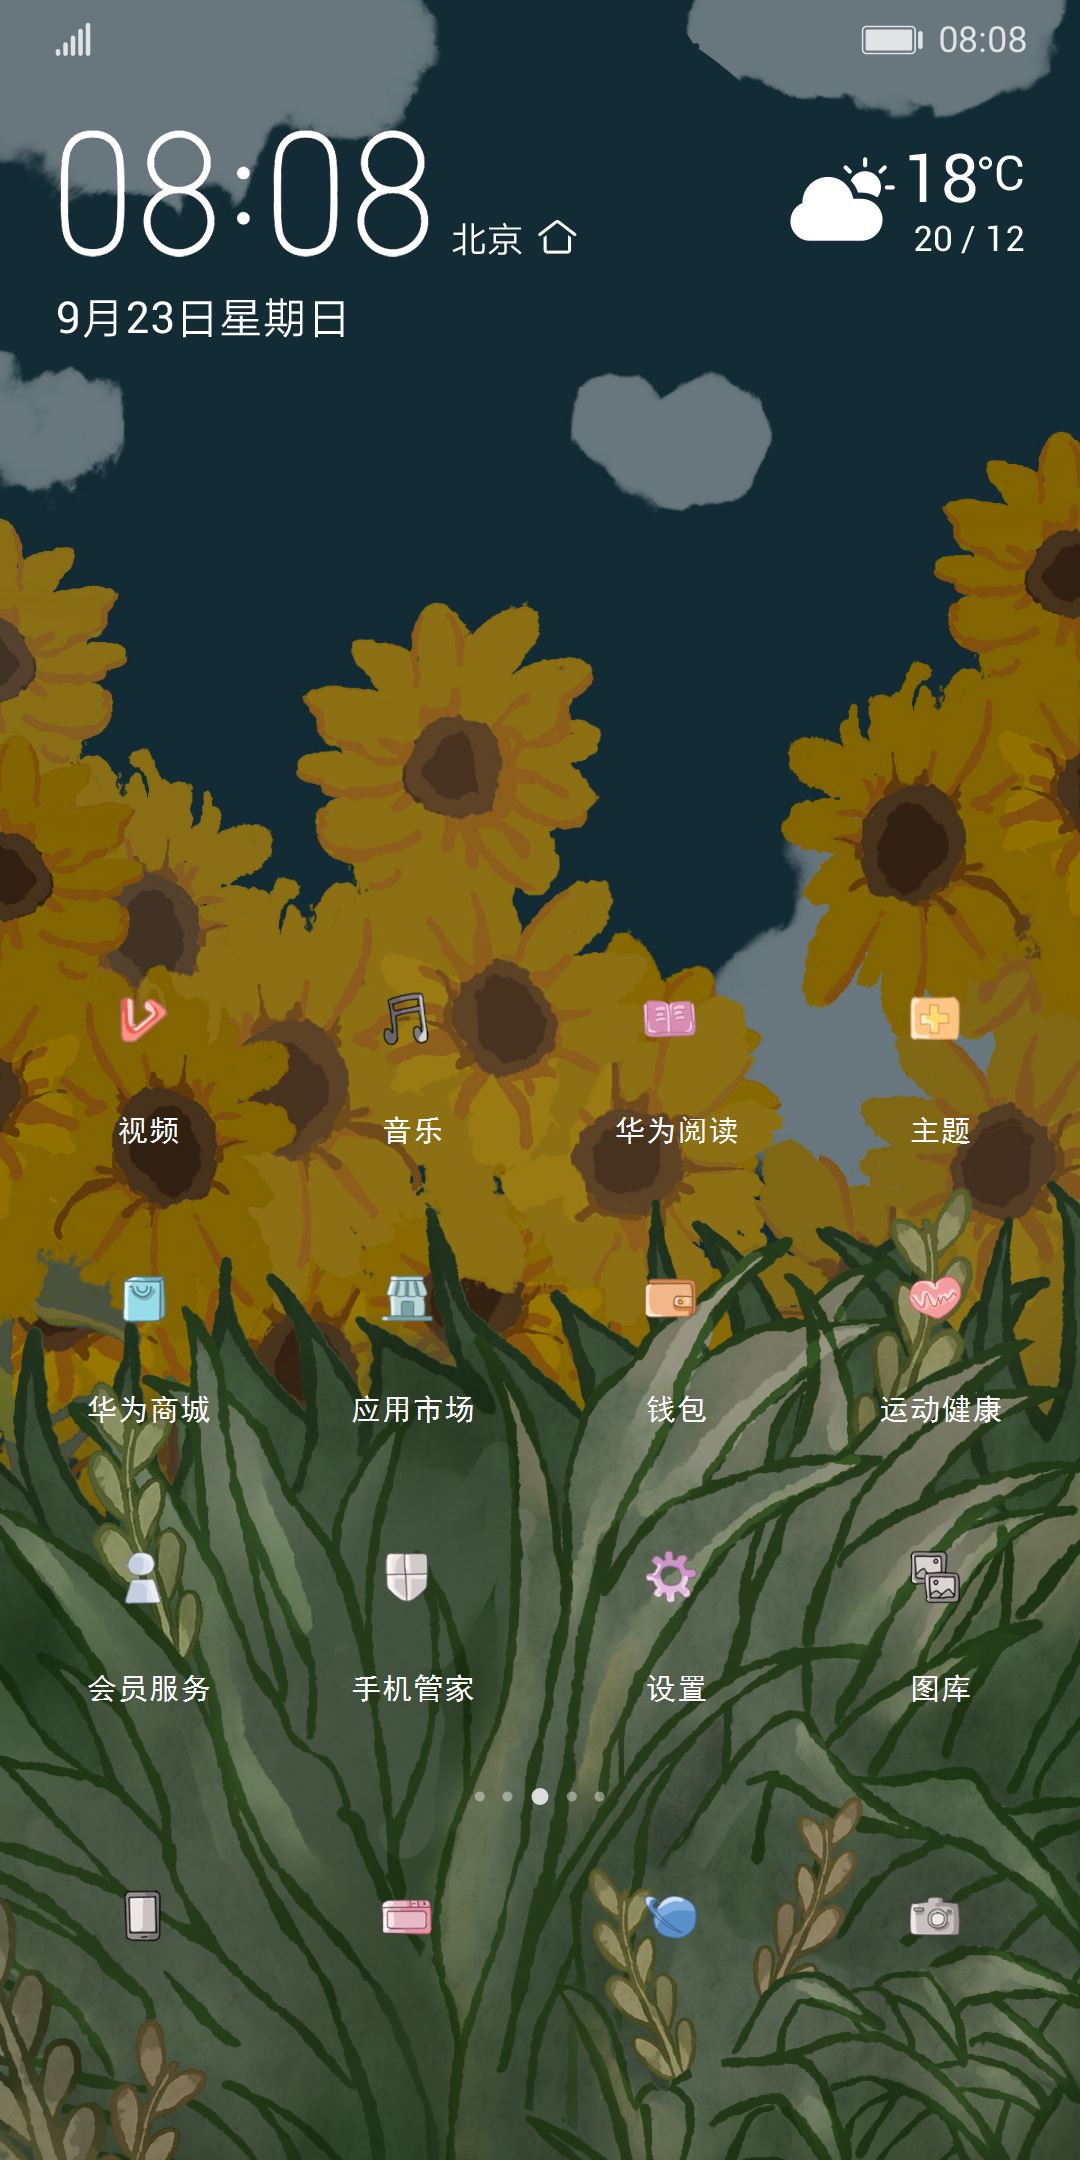 08:08
08:08 北京
18°C
20 / 12
9月23日星期日
视频 音乐 华为阅读 主题
华为商城 应用市场 钱包 运动健康
会员服务 手机管家 设置 图库